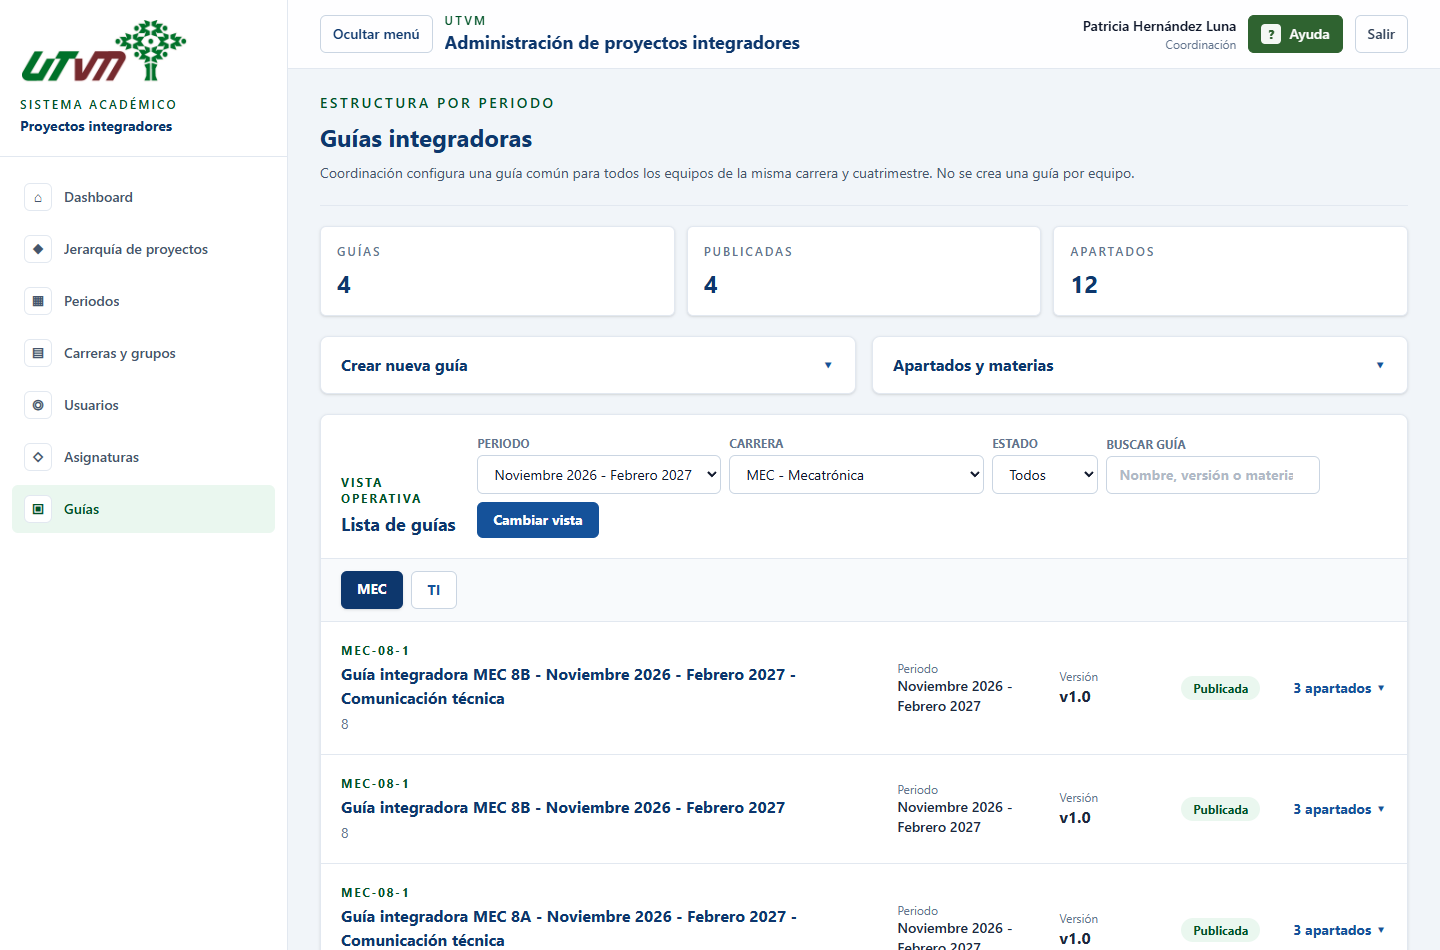 UTVM
SISTEMA ACADÉMICO
Proyectos integradores
Dashboard
Jerarquía de proyectos
Periodos
Carreras y grupos
Usuarios
Asignaturas
Guías
Ocultar menú
UTVM
Administración de proyectos integradores
Patricia Hernández Luna
Coordinación
? Ayuda
Salir
ESTRUCTURA POR PERIODO
Guías integradoras
Coordinación configura una guía común para todos los equipos de la misma carrera y cuatrimestre. No se crea una guía por equipo.
GUÍAS
4
PUBLICADAS
4
APARTADOS
12
Crear nueva guía
Apartados y materias
VISTA
OPERATIVA
Lista de guías
PERIODO
Noviembre 2026 - Febrero 2027
CARRERA
MEC - Mecatrónica
ESTADO
Todos
BUSCAR GUÍA
Nombre, versión o materia
Cambiar vista
MEC
TI
MEC-08-1
Guía integradora MEC 8B - Noviembre 2026 - Febrero 2027 -
Comunicación técnica
8
Periodo
Noviembre 2026 -
Febrero 2027
Versión
v1.0
Publicada
3 apartados
MEC-08-1
Guía integradora MEC 8B - Noviembre 2026 - Febrero 2027
8
Periodo
Noviembre 2026 -
Febrero 2027
Versión
v1.0
Publicada
3 apartados
MEC-08-1
Guía integradora MEC 8A - Noviembre 2026 - Febrero 2027 -
Comunicación técnica
Periodo
Noviembre 2026 -
Febrero 2027
Versión
v1.0
Publicada
3 apartados